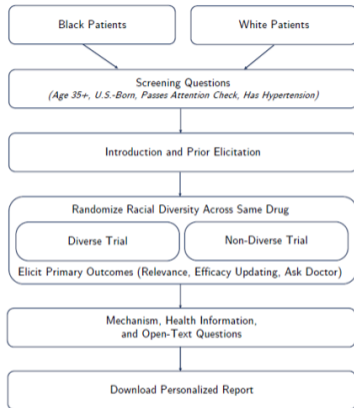 Black Patients
White Patients
Screening Questions
(Age 35+, U.S.-Born, Passes Attention Check, Has Hypertension)
Introduction and Prior Elicitation
Randomize Racial Diversity Across Same Drug
Diverse Trial
Non-Diverse Trial
Elicit Primary Outcomes (Relevance, Efficacy Updating, Ask Doctor)
Mechanism, Health Information,
and Open-Text Questions
Download Personalized Report